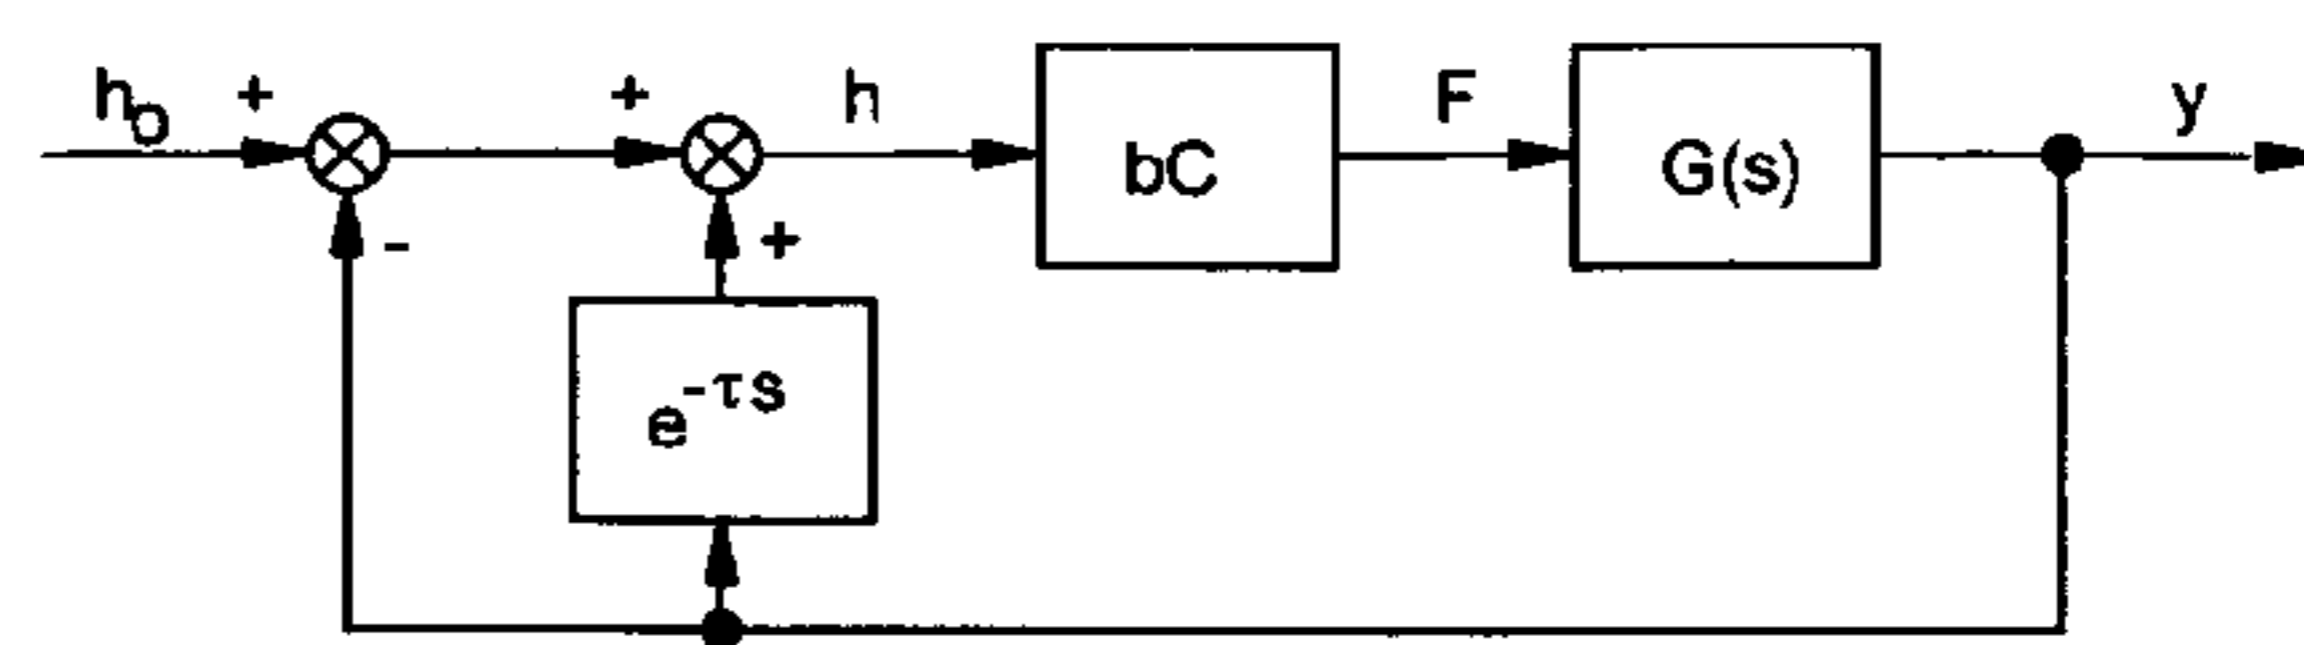 h₀ + + h bC F G(s) y
- +
e^-τs